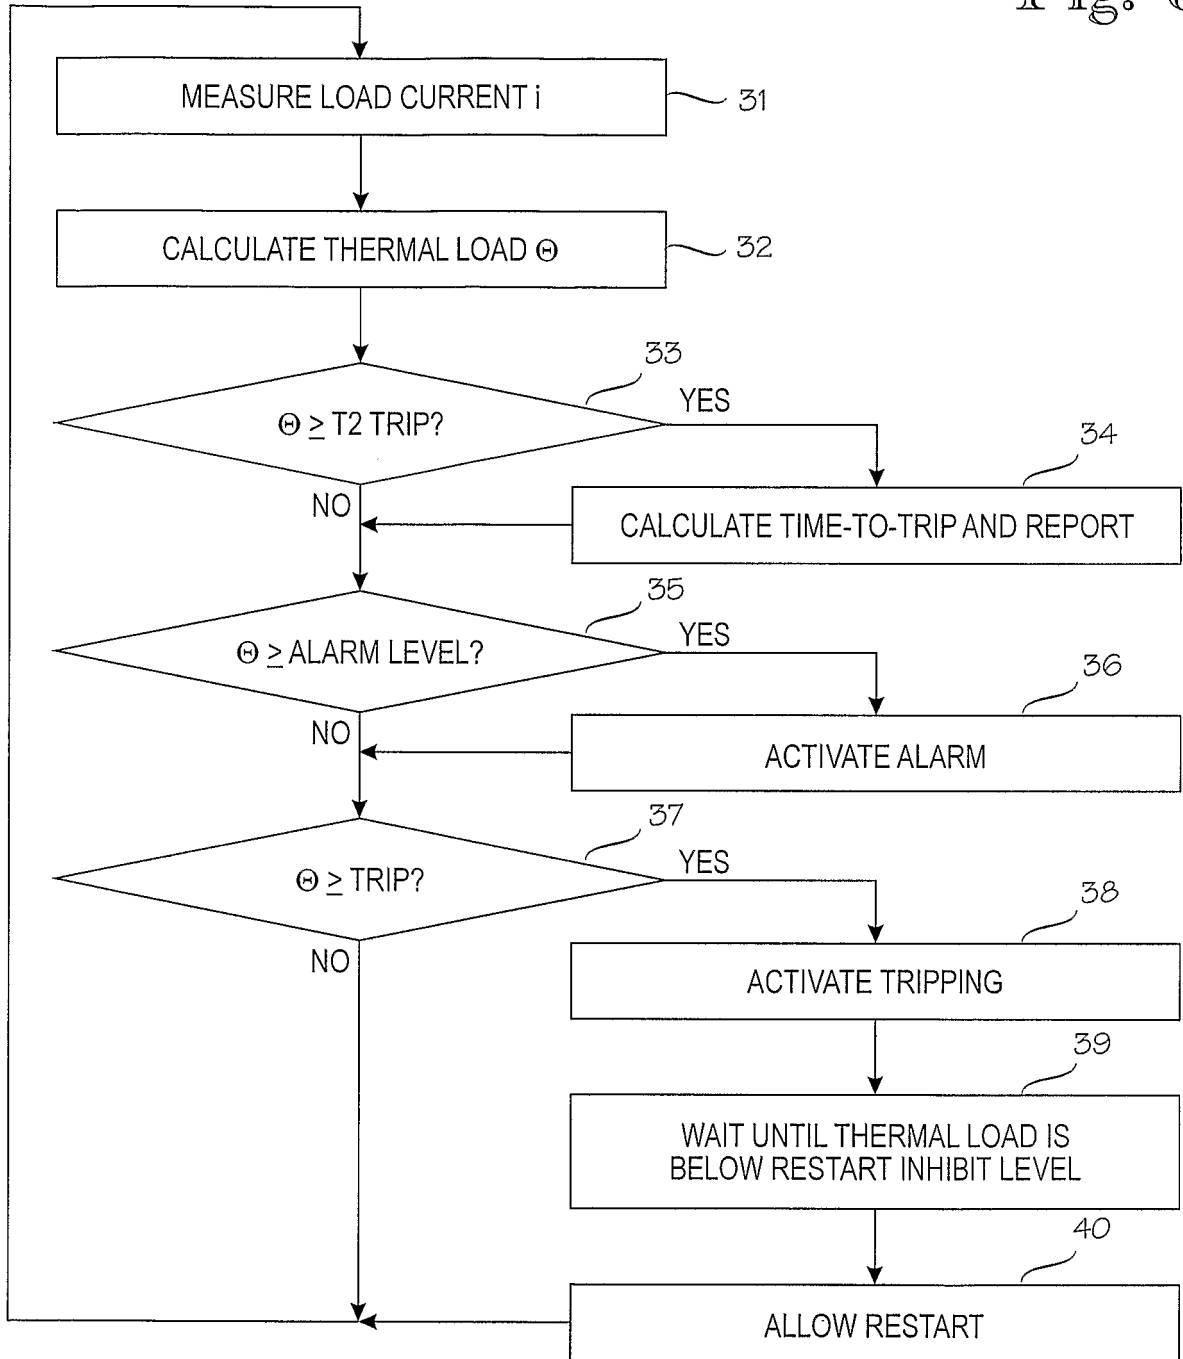 Fig.
MEASURE LOAD CURRENT i
31
CALCULATE THERMAL LOAD Θ
32
33
Θ ≥ T2 TRIP?
YES
34
NO
CALCULATE TIME-TO-TRIP AND REPORT
35
Θ ≥ ALARM LEVEL?
YES
36
NO
ACTIVATE ALARM
37
Θ ≥ TRIP?
YES
38
NO
ACTIVATE TRIPPING
39
WAIT UNTIL THERMAL LOAD IS
BELOW RESTART INHIBIT LEVEL
40
ALLOW RESTART